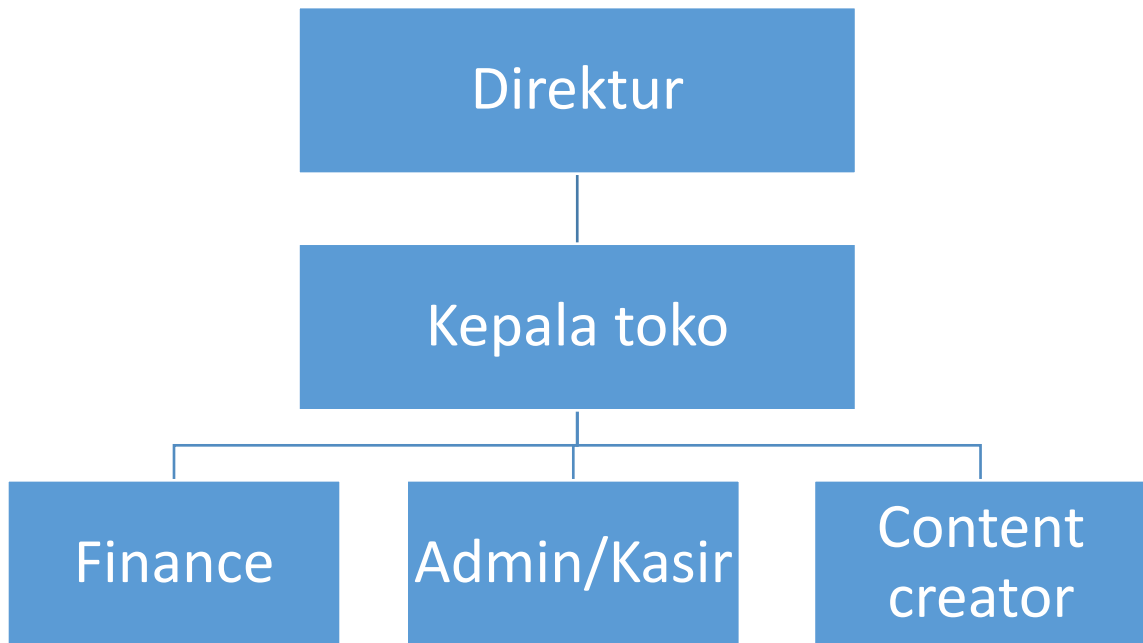 Direktur
Kepala toko
Finance
Admin/Kasir
Content
creator